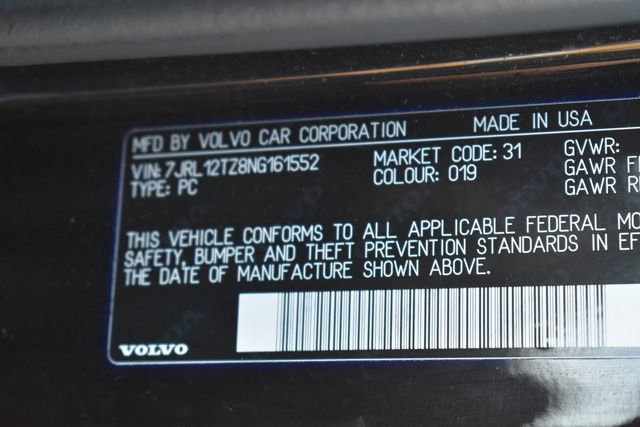 MFD BY VOLVO CAR CORPORATION MADE IN USA
VIN: 7JRL12TZ8NG161552 MARKET CODE: 31 GVWR:
TYPE: PC COLOUR: 019 GAWR F
GAWR R
THIS VEHICLE CONFORMS TO ALL APPLICABLE FEDERAL MO
SAFETY, BUMPER AND THEFT PREVENTION STANDARDS IN EF
THE DATE OF MANUFACTURE SHOWN ABOVE.
VOLVO